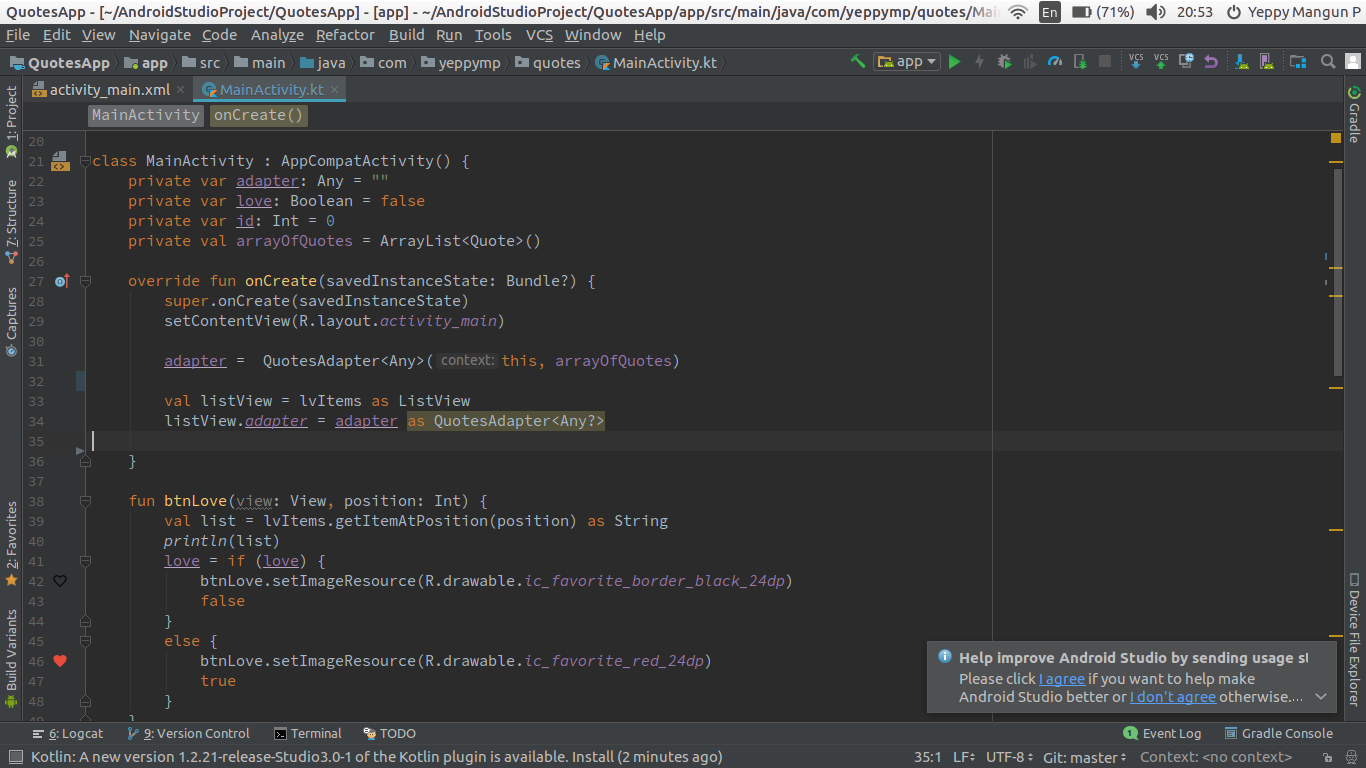 QuotesApp - [~/AndroidStudioProject/QuotesApp] - [app] - ~/AndroidStudioProject/QuotesApp/app/src/main/java/com/yeppymp/quotes/Mai En (71%) 20:53 Yeppy Mangun P
File Edit View Navigate Code Analyze Refactor Build Run Tools VCS Window Help
QuotesApp app src main java com yeppymp quotes MainActivity.kt app VCS VCS
activity_main.xml MainActivity.kt
MainActivity onCreate()
1: Project
7: Structure
Captures
2: Favorites
Build Variants
20
21 class MainActivity : AppCompatActivity() {
22 private var adapter: Any = ""
23 private var love: Boolean = false
24 private var id: Int = 0
25 private val arrayOfQuotes = ArrayList<Quote>()
26
27 override fun onCreate(savedInstanceState: Bundle?) {
28 super.onCreate(savedInstanceState)
29 setContentView(R.layout.activity_main)
30
31 adapter = QuotesAdapter<Any>( context: this, arrayOfQuotes)
32
33 val listView = lvItems as ListView
34 listView.adapter = adapter as QuotesAdapter<Any?>
35
36 }
37
38 fun btnLove(view: View, position: Int) {
39 val list = lvItems.getItemAtPosition(position) as String
40 println(list)
41 love = if (love) {
42 btnLove.setImageResource(R.drawable.ic_favorite_border_black_24dp)
43 false
44 }
45 else {
46 btnLove.setImageResource(R.drawable.ic_favorite_red_24dp)
47 true
48 }
49 }
Gradle
Device File Explorer
Help improve Android Studio by sending usage st
Please click I agree if you want to help make
Android Studio better or I don't agree otherwise....
6: Logcat 9: Version Control Terminal TODO 1 Event Log Gradle Console
Kotlin: A new version 1.2.21-release-Studio3.0-1 of the Kotlin plugin is available. Install (2 minutes ago) 35:1 LF UTF-8 Git: master Context: <no context>